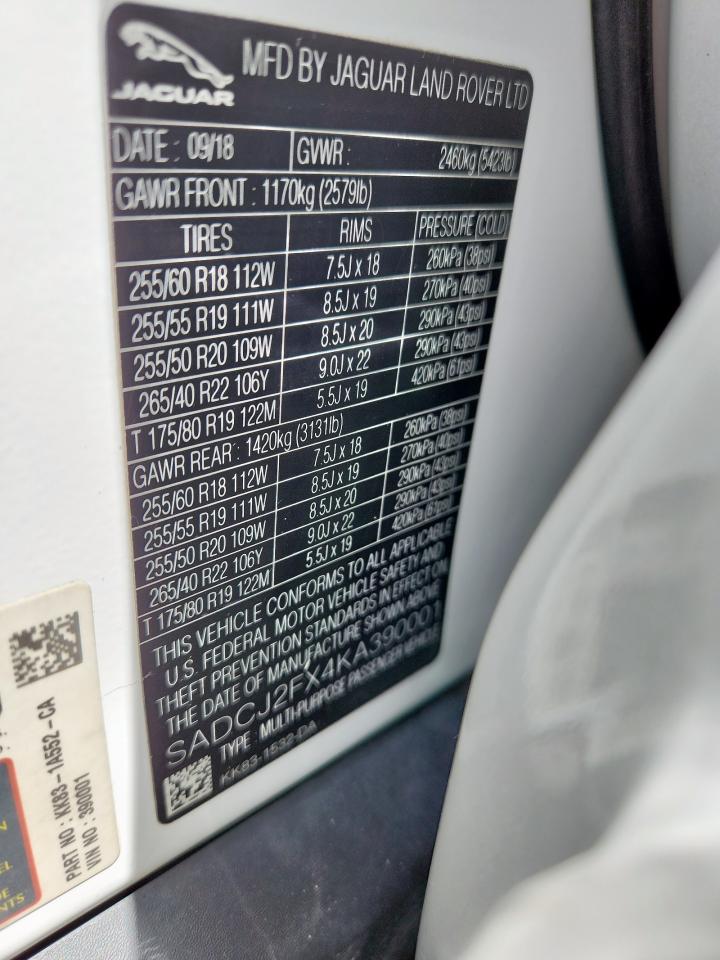 JAGUAR
MFD BY JAGUAR LAND ROVER LTD
DATE : 09/18 GVWR : 2460kg (5423lb)
GAWR FRONT : 1170kg (2579lb)
TIRES RIMS PRESSURE (COLD)
255/60 R18 112W 7.5J x 18 260kPa (38psi)
255/55 R19 111W 8.5J x 19 270kPa (40psi)
255/50 R20 109W 8.5J x 20 290kPa (43psi)
265/40 R22 106Y 9.0J x 22 290kPa (43psi)
T 175/80 R19 122M 5.5J x 19 420kPa (61psi)
GAWR REAR : 1420kg (3131lb)
255/60 R18 112W 7.5J x 18 260kPa (38psi)
255/55 R19 111W 8.5J x 19 270kPa (40psi)
255/50 R20 109W 8.5J x 20 290kPa (43psi)
265/40 R22 106Y 9.0J x 22 290kPa (43psi)
T 175/80 R19 122M 5.5J x 19 420kPa (61psi)
THIS VEHICLE CONFORMS TO ALL APPLICABLE
U.S. FEDERAL MOTOR VEHICLE SAFETY AND
THEFT PREVENTION STANDARDS IN EFFECT ON
THE DATE OF MANUFACTURE SHOWN ABOVE
SADCJ2FX4KA390001
TYPE : MULTI-PURPOSE PASSENGER VEHICLE
KK83-1532-DA
PART NO : KK83-1A552-CA
VIN NO : 390001